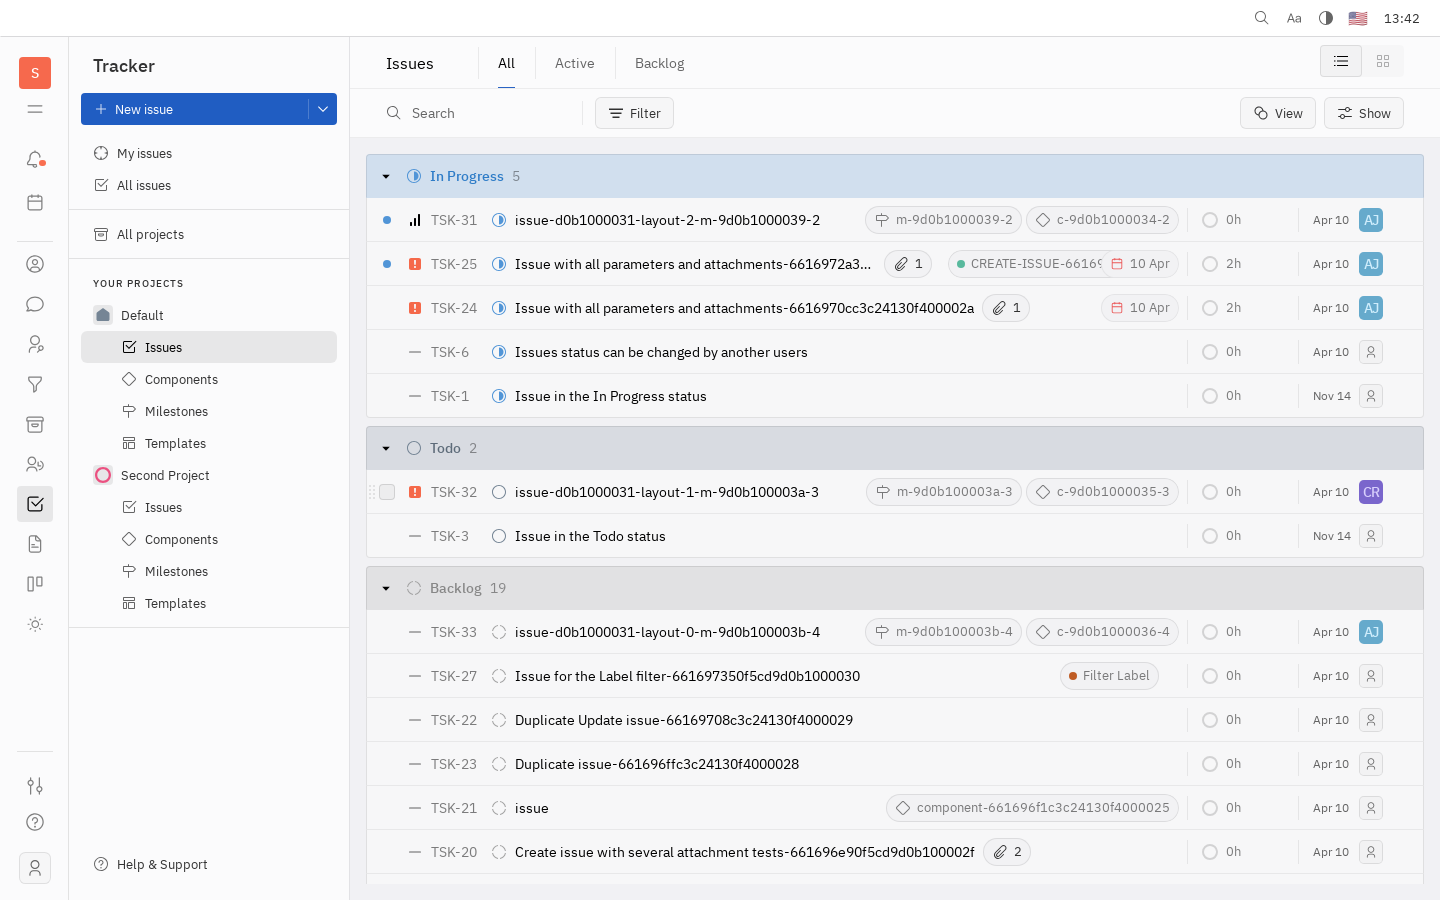 Aa 13:42
S
Tracker
New issue
My issues
All issues
All projects
YOUR PROJECTS
Default
Issues
Components
Milestones
Templates
Second Project
Issues
Components
Milestones
Templates
Help & Support
Issues All Active Backlog
Search Filter View Show
In Progress 5
TSK-31 issue-d0b1000031-layout-2-m-9d0b1000039-2 m-9d0b1000039-2 c-9d0b1000034-2 0h Apr 10 AJ
TSK-25 Issue with all parameters and attachments-6616972a3... 1 CREATE-ISSUE-66169 10 Apr 2h Apr 10 AJ
TSK-24 Issue with all parameters and attachments-6616970cc3c24130f400002a 1 10 Apr 2h Apr 10 AJ
TSK-6 Issues status can be changed by another users 0h Apr 10
TSK-1 Issue in the In Progress status 0h Nov 14
Todo 2
TSK-32 issue-d0b1000031-layout-1-m-9d0b100003a-3 m-9d0b100003a-3 c-9d0b1000035-3 0h Apr 10 CR
TSK-3 Issue in the Todo status 0h Nov 14
Backlog 19
TSK-33 issue-d0b1000031-layout-0-m-9d0b100003b-4 m-9d0b100003b-4 c-9d0b1000036-4 0h Apr 10 AJ
TSK-27 Issue for the Label filter-661697350f5cd9d0b1000030 Filter Label 0h Apr 10
TSK-22 Duplicate Update issue-66169708c3c24130f4000029 0h Apr 10
TSK-23 Duplicate issue-661696ffc3c24130f4000028 0h Apr 10
TSK-21 issue component-661696f1c3c24130f4000025 0h Apr 10
TSK-20 Create issue with several attachment tests-661696e90f5cd9d0b100002f 2 0h Apr 10